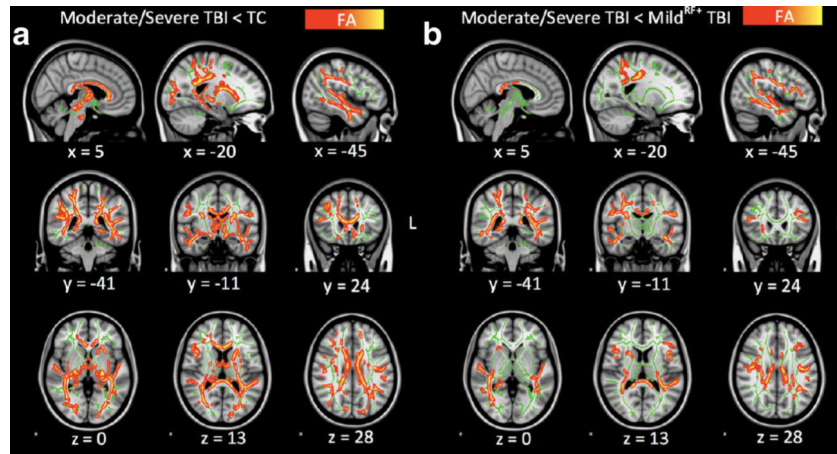 a Moderate/Severe TBI < TC FA
x = 5 x = -20 x = -45
y = -41 y = -11 y = 24
z = 0 z = 13 z = 28
L
b Moderate/Severe TBI < Mild^RF+ TBI FA
x = 5 x = -20 x = -45
y = -41 y = -11 y = 24
z = 0 z = 13 z = 28